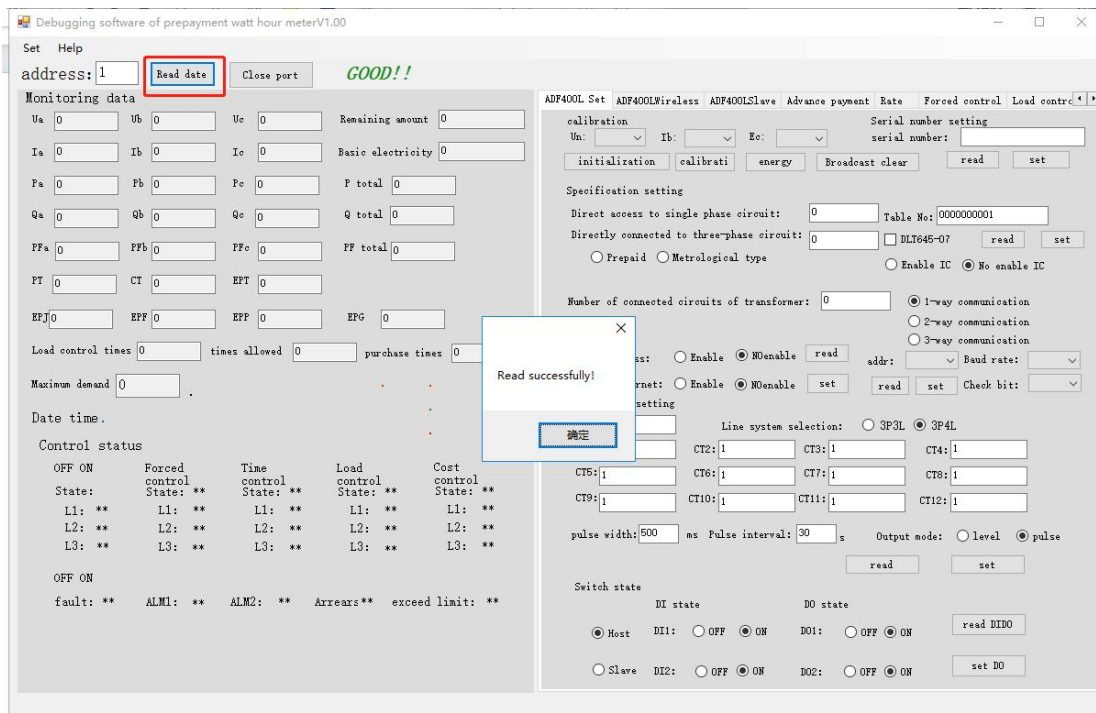 Debugging software of prepayment watt hour meterV1.00
Set Help
address: 1 Read date Close port GOOD!!
Monitoring data
Ua 0 Ub 0 Uc 0 Remaining amount 0
Ia 0 Ib 0 Ic 0 Basic electricity 0
Pa 0 Pb 0 Pc 0 P total 0
Qa 0 Qb 0 Qc 0 Q total 0
PFa 0 PFb 0 PFc 0 PF total 0
PT 0 CT 0 EPT 0
EPJ 0 EPF 0 EPP 0 EPG 0
Load control times 0 times allowed 0 purchase times 0
Maximum demand 0 .
Date time.
Control status
OFF ON Forced control Time control Load control Cost control
State: State: ** State: ** State: ** State: **
L1: ** L1: ** L1: ** L1: ** L1: **
L2: ** L2: ** L2: ** L2: ** L2: **
L3: ** L3: ** L3: ** L3: ** L3: **
OFF ON
fault: ** ALM1: ** ALM2: ** Arrears** exceed limit: **
Read successfully!
确定
ADF400L Set ADF400LWireless ADF400LSlave Advance payment Rate Forced control Load contrc
calibration Serial number setting
Un: Ib: Ec: serial number:
initialization calibrati energy Broadcast clear read set
Specification setting
Direct access to single phase circuit: 0 Table No: 0000000001
Directly connected to three-phase circuit: 0 DLT645-07 read set
Prepaid Metrological type Enable IC No enable IC
Number of connected circuits of transformer: 0 1-way communication
2-way communication
3-way communication
ss: Enable NOenable read addr: Baud rate:
rnet: Enable NOenable set read set Check bit:
setting
Line system selection: 3P3L 3P4L
CT2: 1 CT3: 1 CT4: 1
CT5: 1 CT6: 1 CT7: 1 CT8: 1
CT9: 1 CT10: 1 CT11: 1 CT12: 1
pulse width: 500 ms Pulse interval: 30 s Output mode: level pulse
read set
Switch state
DI state DO state
Host DI1: OFF ON DO1: OFF ON read DIDO
Slave DI2: OFF ON DO2: OFF ON set DO